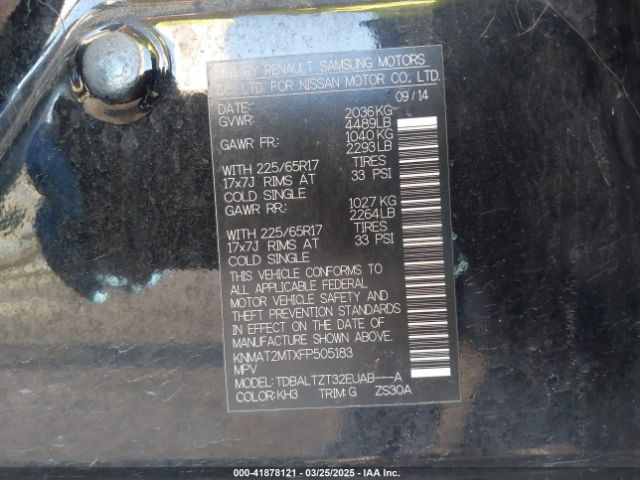 MFD BY RENAULT SAMSUNG MOTORS
CO. LTD. FOR NISSAN MOTOR CO. LTD.
DATE: 09/14
GVWR: 2036KG
4489LB
GAWR FR: 1040 KG
2293 LB
WITH 225/65R17 TIRES
17x7J RIMS AT 33 PSI
COLD SINGLE
GAWR RR: 1027 KG
2264LB
WITH 225/65R17 TIRES
17x7J RIMS AT 33 PSI
COLD SINGLE
THIS VEHICLE CONFORMS TO
ALL APPLICABLE FEDERAL
MOTOR VEHICLE SAFETY AND
THEFT PREVENTION STANDARDS
IN EFFECT ON THE DATE OF
MANUFACTURE SHOWN ABOVE.
KNMAT2MTXFP505183
MPV
MODEL: TDBALTZT32EUAB---A
COLOR: KH3 TRIM: G ZS30A
000-41878121 | 03/25/2025 - IAA Inc.